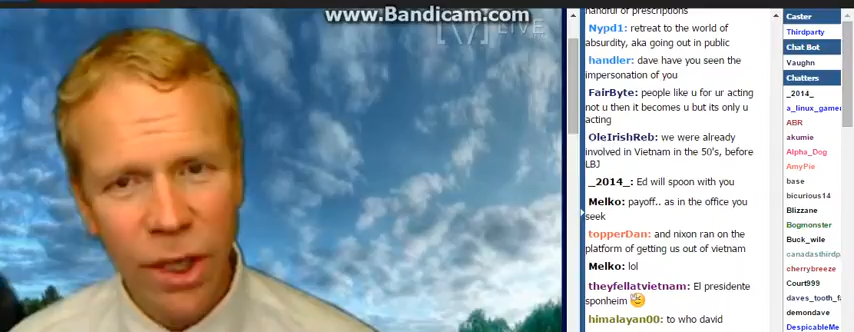 www.Bandicam.com
LIVE
handful of prescriptions
Nypd1: retreat to the world of
absurdity, aka going out in public
handler: dave have you seen the
impersonation of you
FairByte: people like u for ur acting
not u then it becomes u but its only u
acting
OleIrishReb: we were already
involved in Vietnam in the 50's, before
LBJ
_2014_: Ed will spoon with you
Melko: payoff.. as in the office you
seek
topperDan: and nixon ran on the
platform of getting us out of vietnam
Melko: lol
theyfellatvietnam: El presidente
sponheim
himalayan00: to who david
Caster
Thirdparty
Chat Bot
Vaughn
Chatters
_2014_
a_linux_gamer
ABR
akumie
Alpha_Dog
AmyPie
base
bicurious14
Blizzane
Bogmonster
Buck_wile
canadasthirdp
cherrybreeze
Court999
daves_tooth_f
demondave
DespicableMe